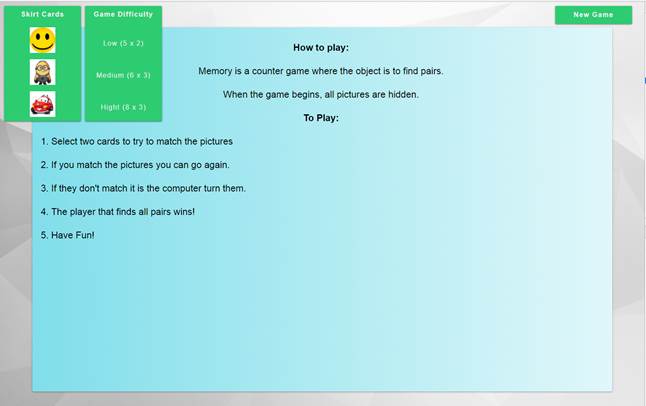 Skirt Cards
Game Difficulty
New Game
Low (5 x 2)
Medium (6 x 3)
Hight (8 x 3)
How to play:
Memory is a counter game where the object is to find pairs.
When the game begins, all pictures are hidden.
To Play:
1. Select two cards to try to match the pictures
2. If you match the pictures you can go again.
3. If they don't match it is the computer turn them.
4. The player that finds all pairs wins!
5. Have Fun!